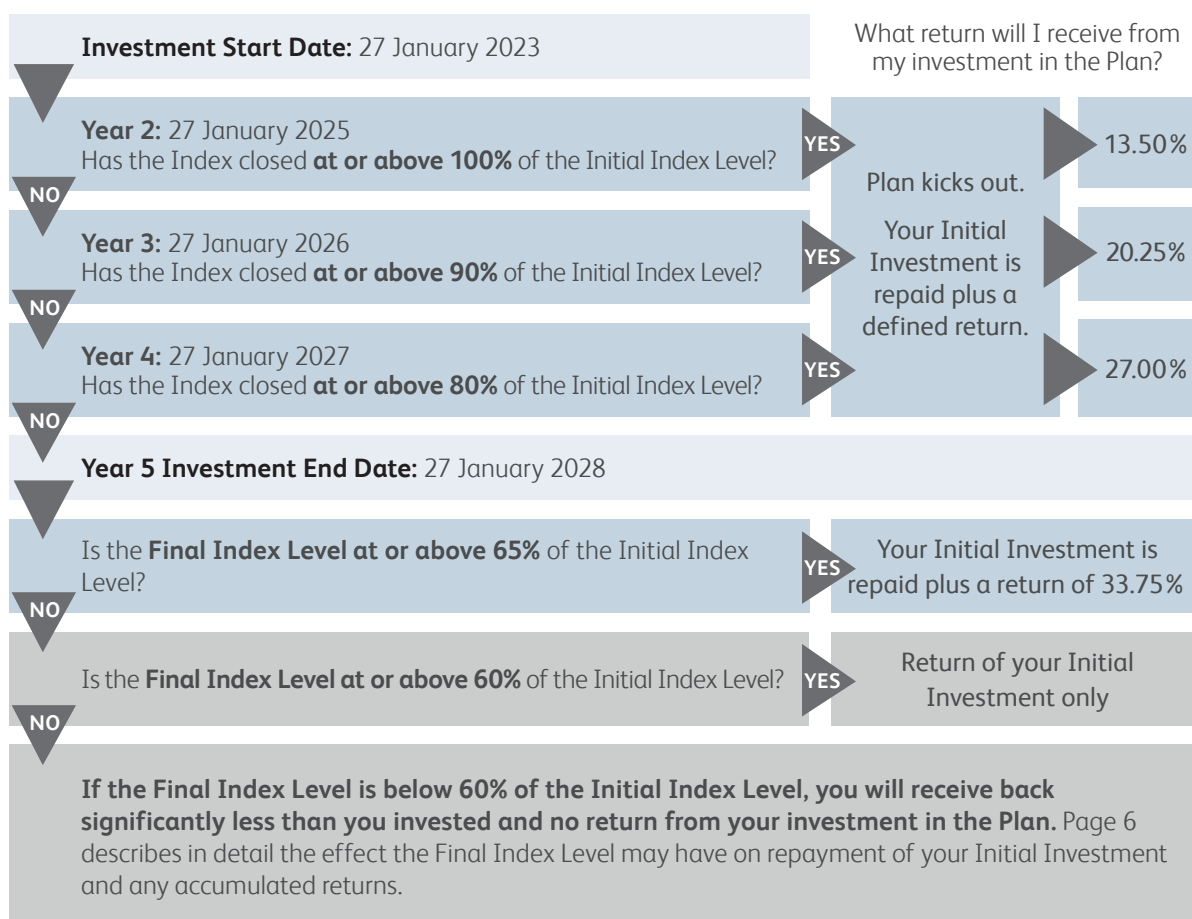 Investment Start Date: 27 January 2023
What return will I receive from
my investment in the Plan?
Year 2: 27 January 2025
Has the Index closed at or above 100% of the Initial Index Level?
YES
13.50%
NO
Year 3: 27 January 2026
Has the Index closed at or above 90% of the Initial Index Level?
YES
20.25%
NO
Year 4: 27 January 2027
Has the Index closed at or above 80% of the Initial Index Level?
YES
27.00%
Plan kicks out.
Your Initial
Investment is
repaid plus a
defined return.
NO
Year 5 Investment End Date: 27 January 2028
Is the Final Index Level at or above 65% of the Initial Index
Level?
YES
Your Initial Investment is
repaid plus a return of 33.75%
NO
Is the Final Index Level at or above 60% of the Initial Index Level?
YES
Return of your Initial
Investment only
NO
If the Final Index Level is below 60% of the Initial Index Level, you will receive back
significantly less than you invested and no return from your investment in the Plan. Page 6
describes in detail the effect the Final Index Level may have on repayment of your Initial Investment
and any accumulated returns.